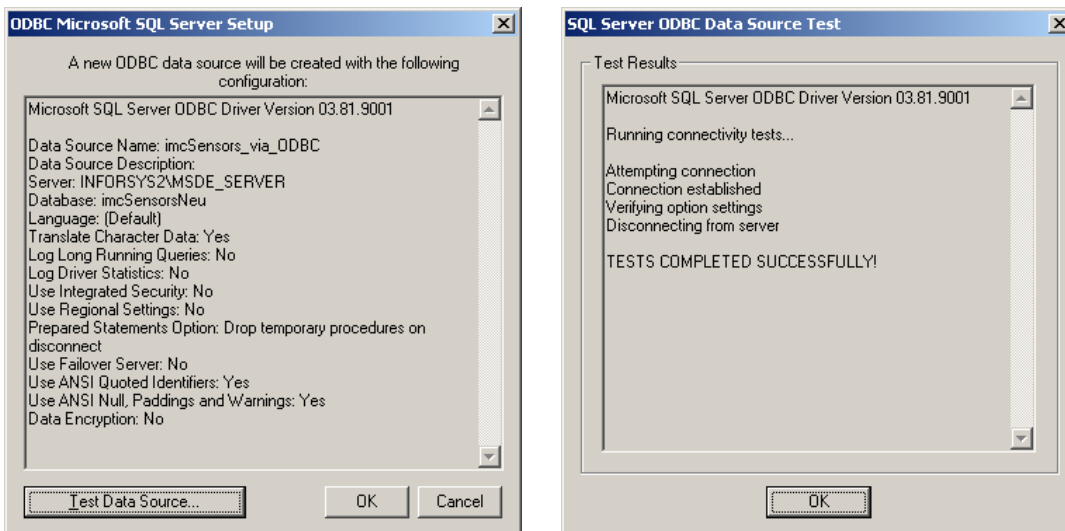 ODBC Microsoft SQL Server Setup
A new ODBC data source will be created with the following
configuration:
Microsoft SQL Server ODBC Driver Version 03.81.9001
Data Source Name: imcSensors_via_ODBC
Data Source Description:
Server: INFORSYS2\MSDE_SERVER
Database: imcSensorsNeu
Language: (Default)
Translate Character Data: Yes
Log Long Running Queries: No
Log Driver Statistics: No
Use Integrated Security: No
Use Regional Settings: No
Prepared Statements Option: Drop temporary procedures on
disconnect
Use Failover Server: No
Use ANSI Quoted Identifiers: Yes
Use ANSI Null, Paddings and Warnings: Yes
Data Encryption: No
Test Data Source...
OK
Cancel
SQL Server ODBC Data Source Test
Test Results
Microsoft SQL Server ODBC Driver Version 03.81.9001
Running connectivity tests...
Attempting connection
Connection established
Verifying option settings
Disconnecting from server
TESTS COMPLETED SUCCESSFULLY!
OK